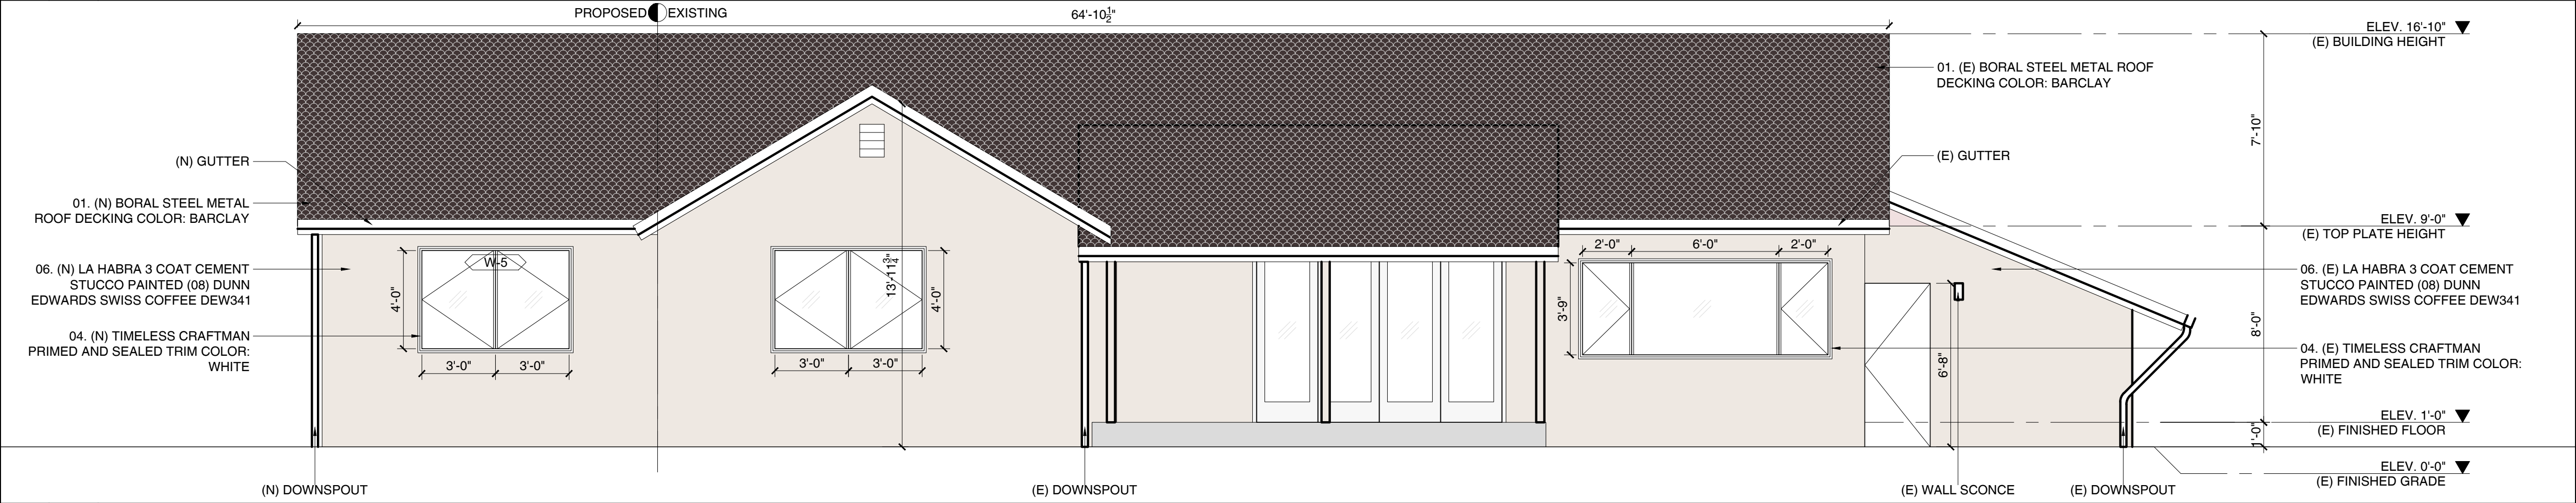 PROPOSED EXISTING
64'-10½"
ELEV. 16'-10"
(E) BUILDING HEIGHT
01. (E) BORAL STEEL METAL ROOF
DECKING COLOR: BARCLAY
7'-10"
(N) GUTTER
(E) GUTTER
01. (N) BORAL STEEL METAL
ROOF DECKING COLOR: BARCLAY
ELEV. 9'-0"
(E) TOP PLATE HEIGHT
06. (N) LA HABRA 3 COAT CEMENT
STUCCO PAINTED (08) DUNN
EDWARDS SWISS COFFEE DEW341
4'-0"
W-5
3'-0" 3'-0"
13'-11¾"
4'-0"
3'-0" 3'-0"
2'-0" 6'-0" 2'-0"
3'-9"
6'-8"
06. (E) LA HABRA 3 COAT CEMENT
STUCCO PAINTED (08) DUNN
EDWARDS SWISS COFFEE DEW341
8'-0"
04. (N) TIMELESS CRAFTMAN
PRIMED AND SEALED TRIM COLOR:
WHITE
04. (E) TIMELESS CRAFTMAN
PRIMED AND SEALED TRIM COLOR:
WHITE
ELEV. 1'-0"
(E) FINISHED FLOOR
1'-0"
ELEV. 0'-0"
(E) FINISHED GRADE
(N) DOWNSPOUT
(E) DOWNSPOUT
(E) WALL SCONCE
(E) DOWNSPOUT